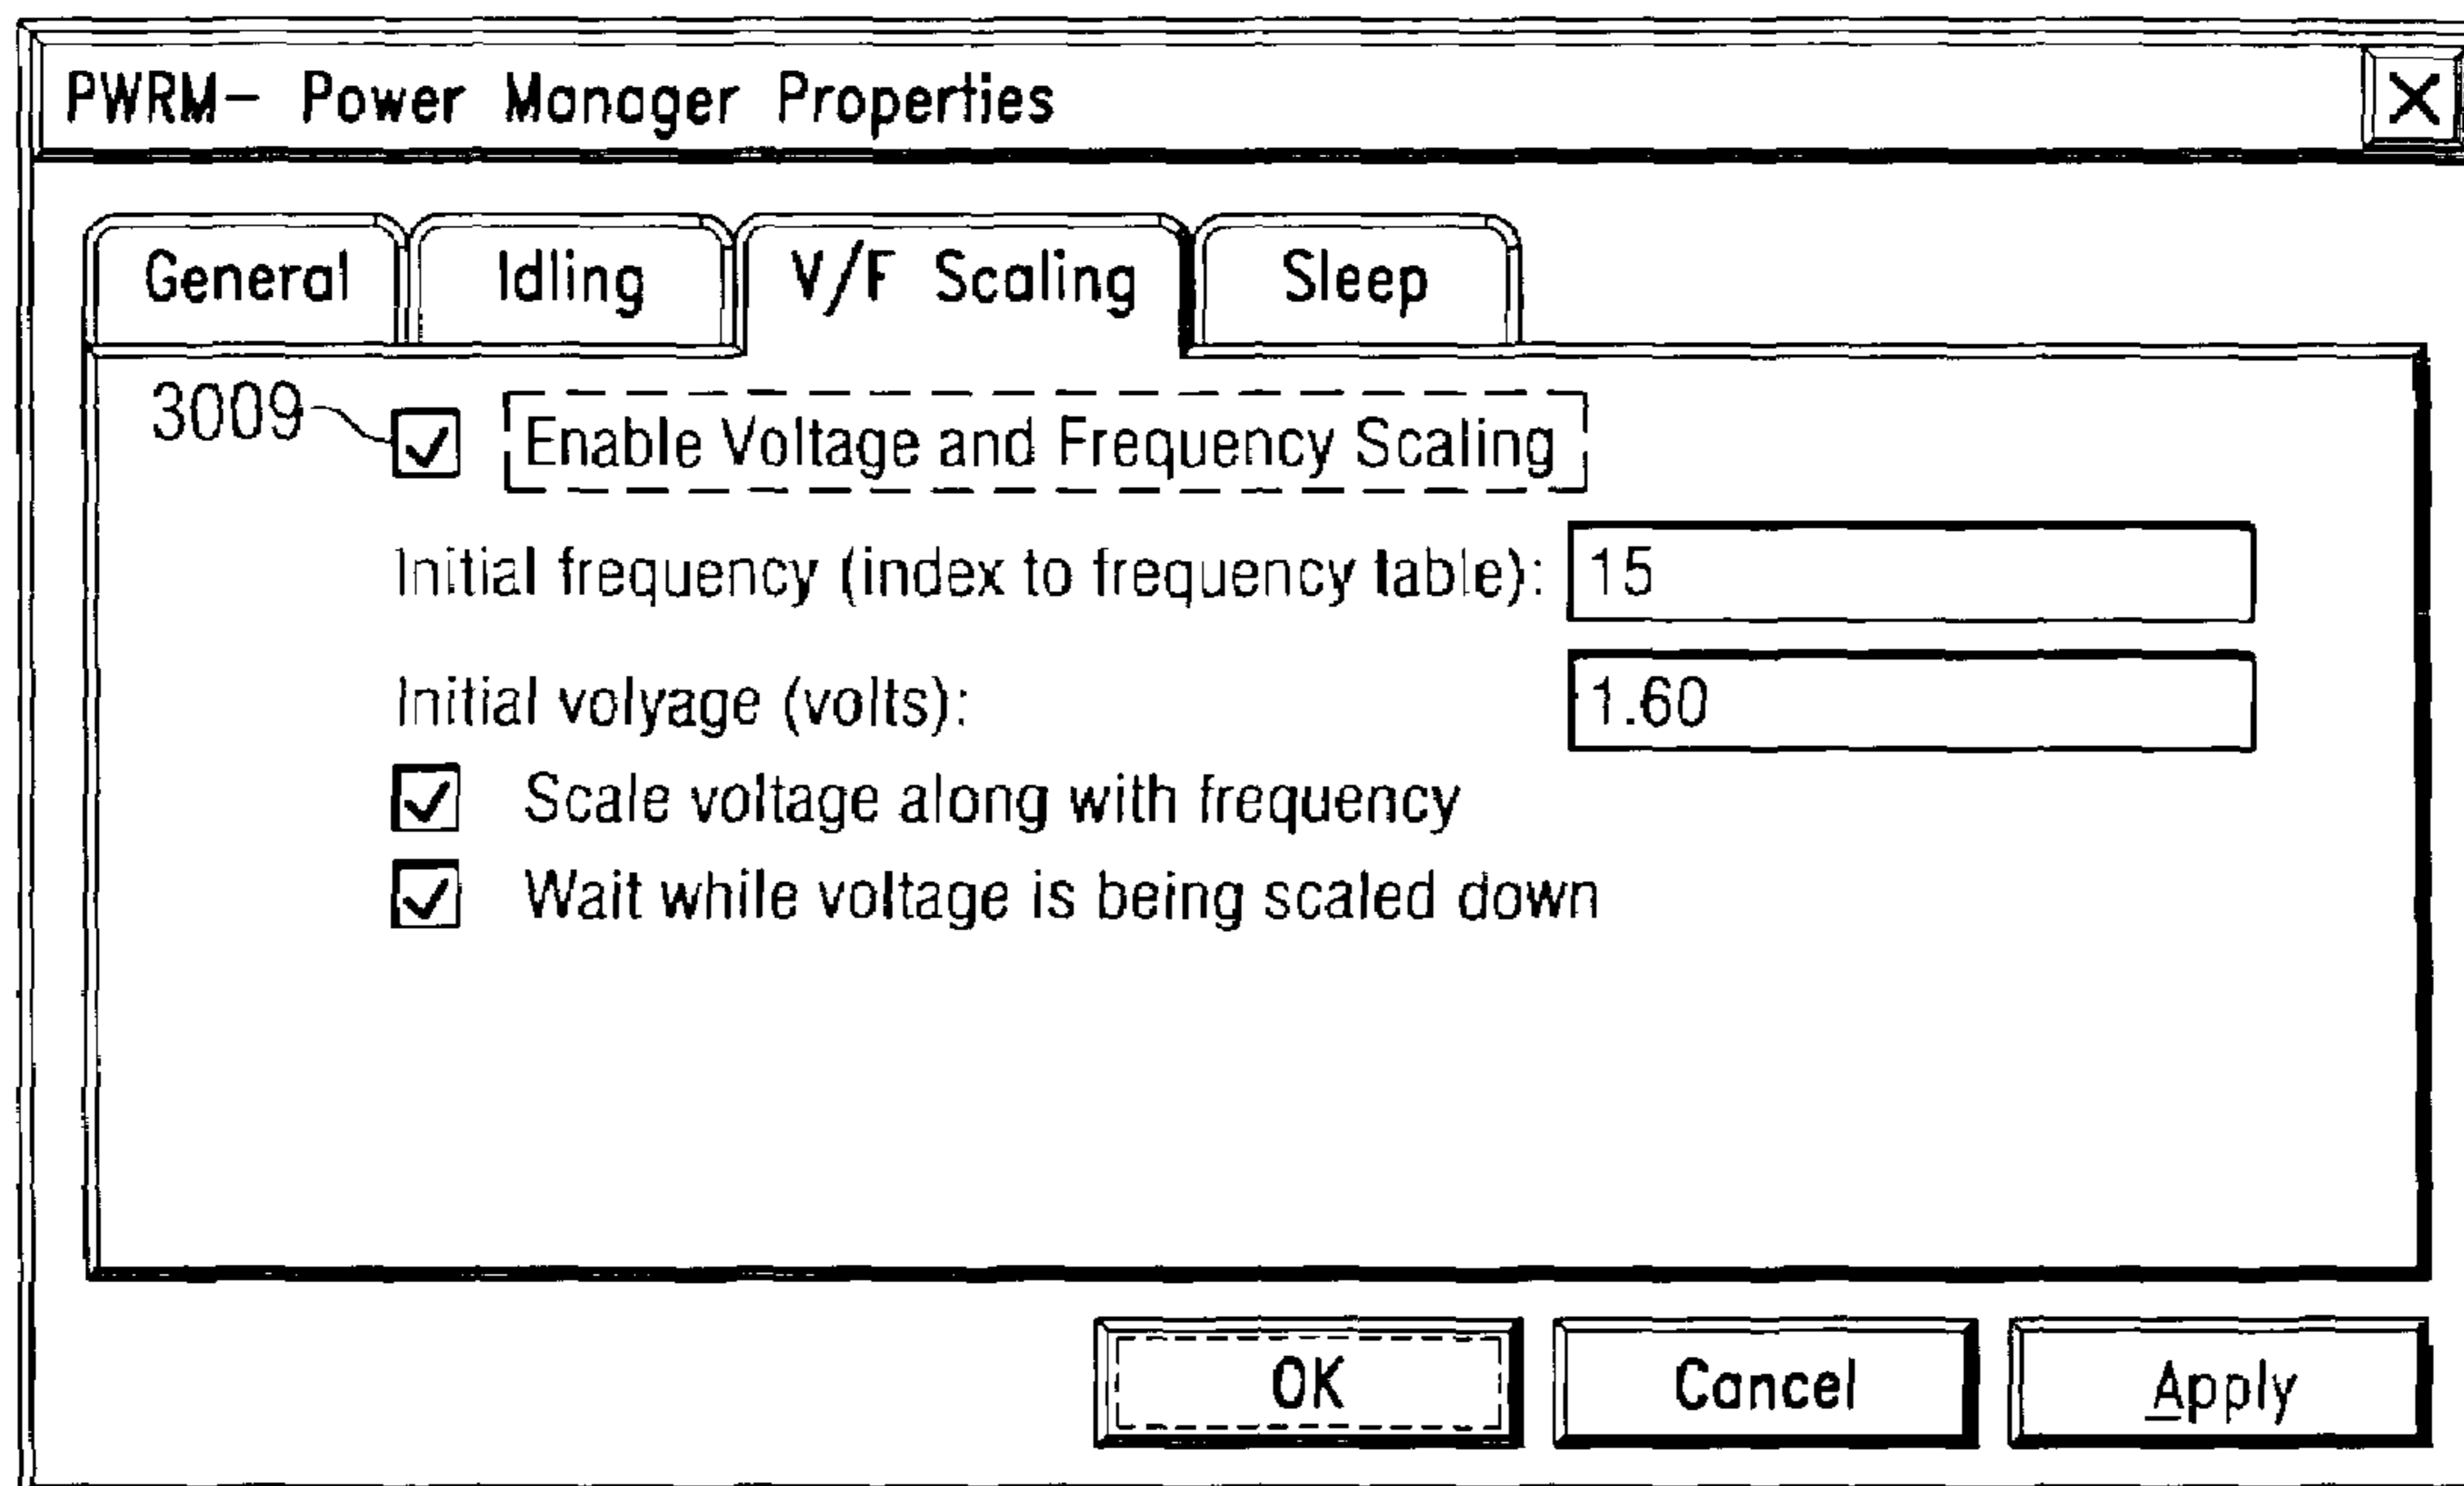 PWRM- Power Manager Properties
General Idling V/F Scaling Sleep
3009 Enable Voltage and Frequency Scaling
Initial frequency (index to frequency table): 15
Initial volyage (volts): 1.60
Scale voltage along with frequency
Wait while voltage is being scaled down
OK Cancel Apply